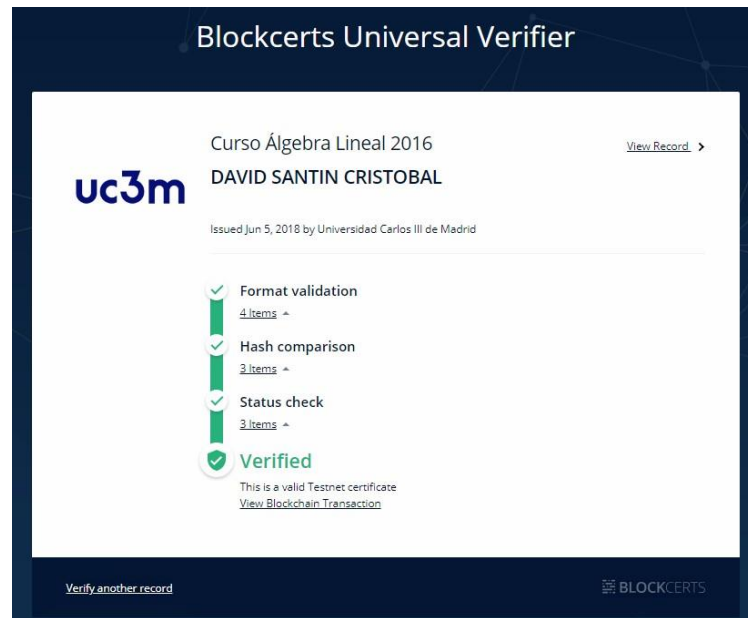 Blockcerts Universal Verifier
Curso Álgebra Lineal 2016
View Record
uc3m
DAVID SANTIN CRISTOBAL
Issued Jun 5, 2018 by Universidad Carlos III de Madrid
Format validation
4 Items
Hash comparison
3 Items
Status check
3 Items
Verified
This is a valid Testnet certificate
View Blockchain Transaction
Verify another record
BLOCKCERTS